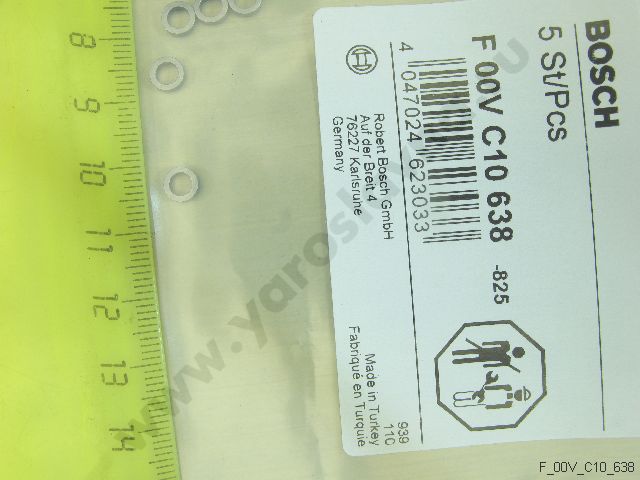 BOSCH
5 St/Pcs
F 00V C10 638 -825
4 047024 623033
Robert Bosch GmbH
Auf der Breit 4
76227 Karlsruhe
Germany
Made in Turkey
Fabriqué en Turquie
939
110
8
9
10
11
12
13
14
F_00V_C10_638